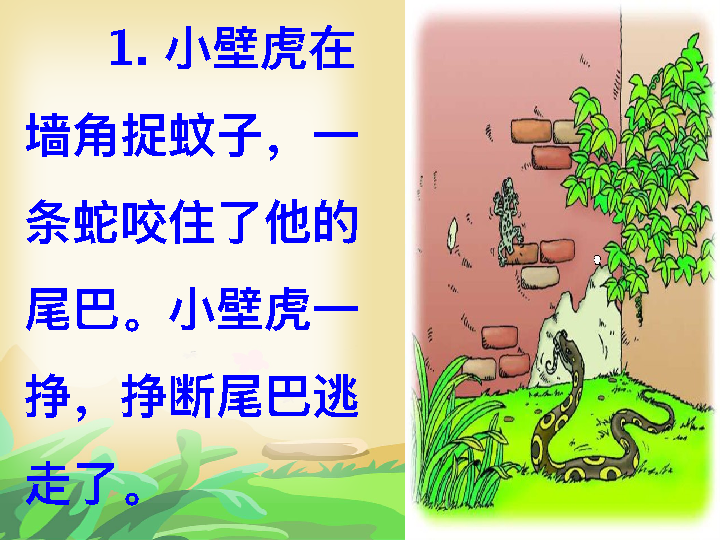 1. 小壁虎在
墙角捉蚊子，一
条蛇咬住了他的
尾巴。小壁虎一
挣，挣断尾巴逃
走了。